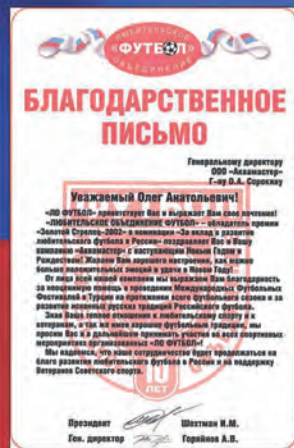 ЛЮБИТЕЛЬСКОЕ
«ФУТБОЛ»
ОБЪЕДИНЕНИЕ
БЛАГОДАРСТВЕННОЕ
ПИСЬМО
Генеральному директору
ООО «Аквамастер»
Г-ну О.А. Сорокину
Уважаемый Олег Анатольевич!
«ЛО ФУТБОЛ» приветствует Вас и выражает Вам свое почтение!
«ЛЮБИТЕЛЬСКОЕ ОБЪЕДИНЕНИЕ ФУТБОЛ» – обладатель премии
«Золотой Стрелец-2002» в номинации «За вклад в развитие
любительского футбола в России» поздравляет Вас и Вашу
компанию «Аквамастер» с наступающим Новым Годом и
Рождеством! Желаем Вам хорошего настроения, как можно
больше положительных эмоций и удачи в Новом Году!
От лица всей нашей компании мы выражаем Вам благодарность
за неоценимую помощь в проведении Международных Футбольных
Фестивалей в Турции на протяжении всего футбольного сезона и за
развитие исконных русских традиций Российского футбола.
Зная Ваше теплое отношение к любительскому спорту и к
ветеранам, а так же имея хорошие футбольные традиции, мы
просим Вас и в дальнейшем принимать участие во всех спортивных
мероприятиях организованных «ЛО ФУТБОЛ»!
Мы надеемся, что наше сотрудничество будет продолжаться на
благо развития любительского футбола в России и на поддержку
Ветеранов Советского спорта.
ЛЕТ
Президент Шехтман И.М.
Ген. директор Горяйнов А.В.